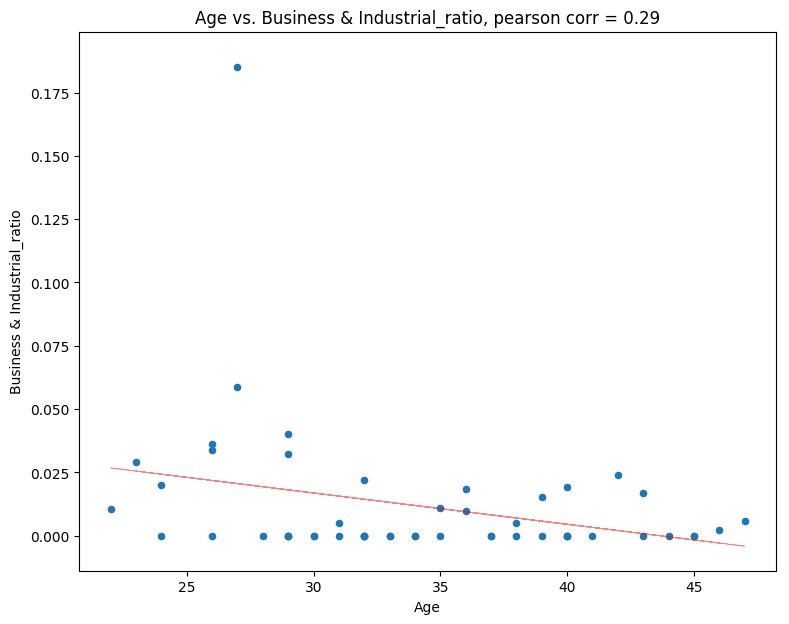 Age vs. Business & Industrial_ratio, pearson corr = 0.29
0.175
0.150
0.125
0.100
0.075
0.050
0.025
0.000
Business & Industrial_ratio
25 30 35 40 45
Age